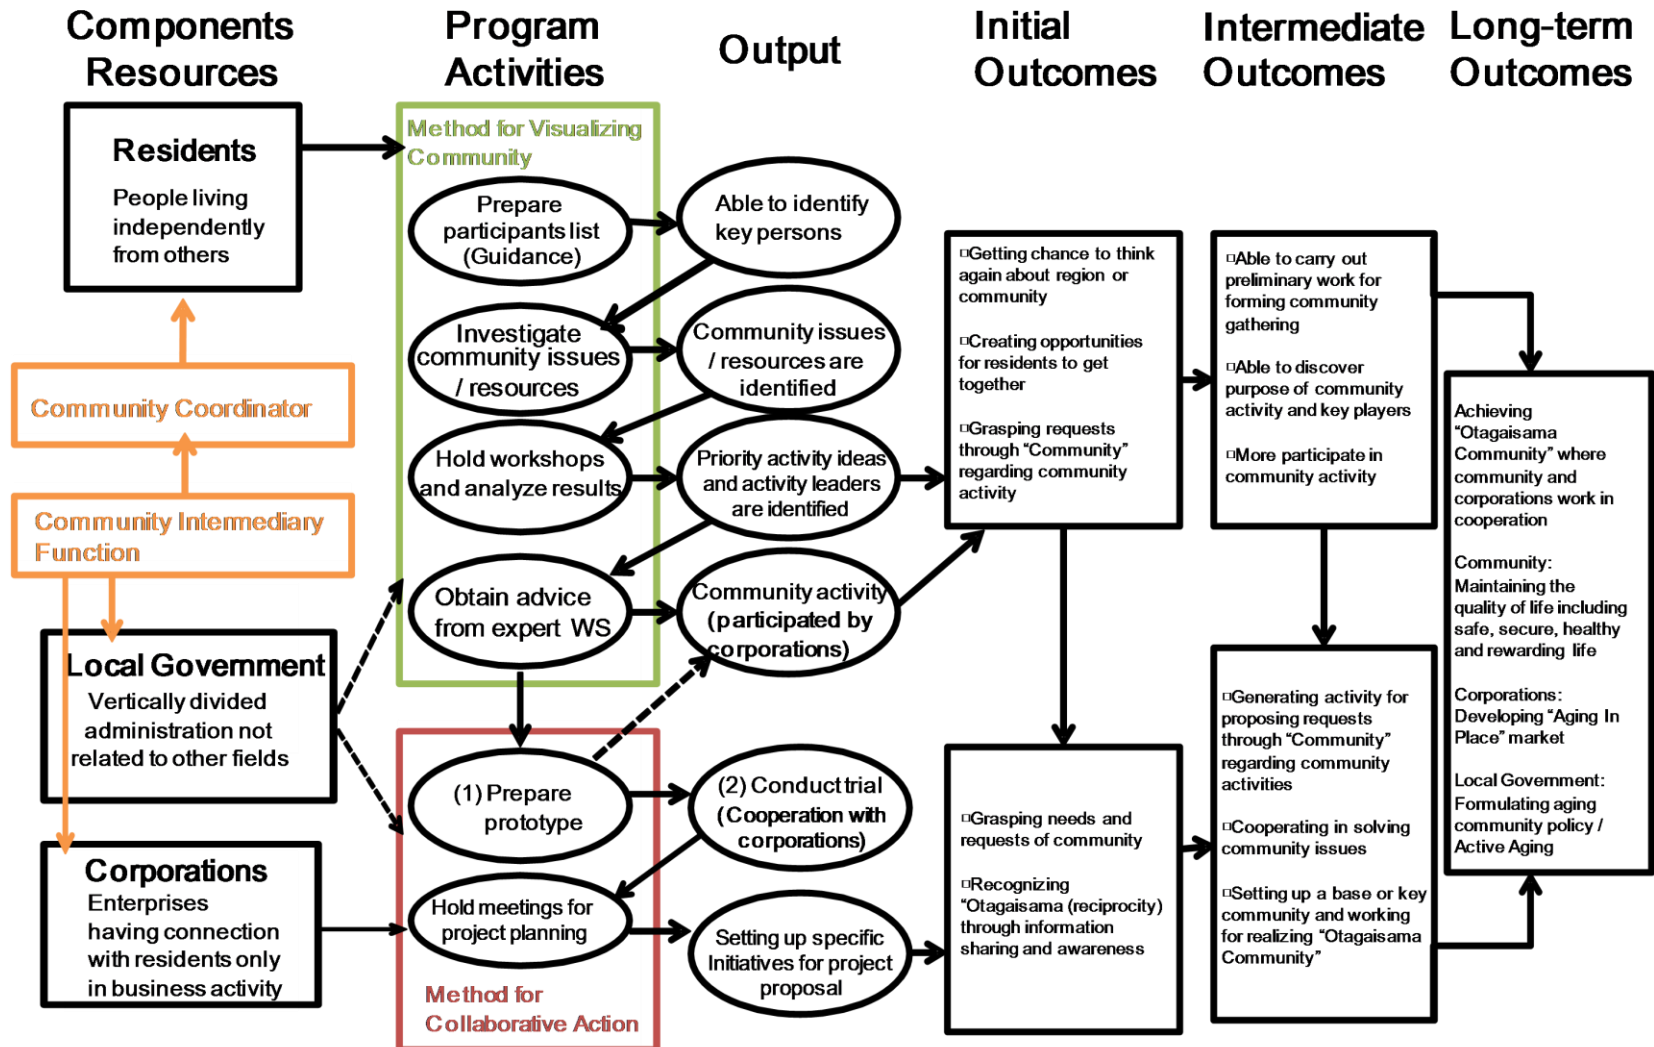 Components
Resources
Program
Activities
Output
Initial
Outcomes
Intermediate
Outcomes
Long-term
Outcomes
Residents
People living
independently
from others
Community Coordinator
Community Intermediary
Function
Local Government
Vertically divided
administration not
related to other fields
Corporations
Enterprises
having connection
with residents only
in business activity
Method for Visualizing
Community
Prepare
participants list
(Guidance)
Investigate
community issues
/ resources
Hold workshops
and analyze results
Obtain advice
from expert WS
(1) Prepare
prototype
Hold meetings for
project planning
Method for
Collaborative Action
Able to identify
key persons
Community issues
/ resources are
identified
Priority activity ideas
and activity leaders
are identified
Community activity
(participated by
corporations)
(2) Conduct trial
(Cooperation with
corporations)
Setting up specific
Initiatives for project
proposal
□Getting chance to think
again about region or
community
□Creating opportunities
for residents to get
together
□Grasping requests
through “Community”
regarding community
activity
□Grasping needs and
requests of community
□Recognizing
“Otagaisama (reciprocity)
through information
sharing and awareness
□Able to carry out
preliminary work for
forming community
gathering
□Able to discover
purpose of community
activity and key players
□More participate in
community activity
□Generating activity for
proposing requests
through “Community”
regarding community
activities
□Cooperating in solving
community issues
□Setting up a base or key
community and working
for realizing “Otagaisama
Community”
Achieving
“Otagaisama
Community” where
community and
corporations work in
cooperation
Community:
Maintaining the
quality of life including
safe, secure, healthy
and rewarding life
Corporations:
Developing “Aging In
Place” market
Local Government:
Formulating aging
community policy /
Active Aging